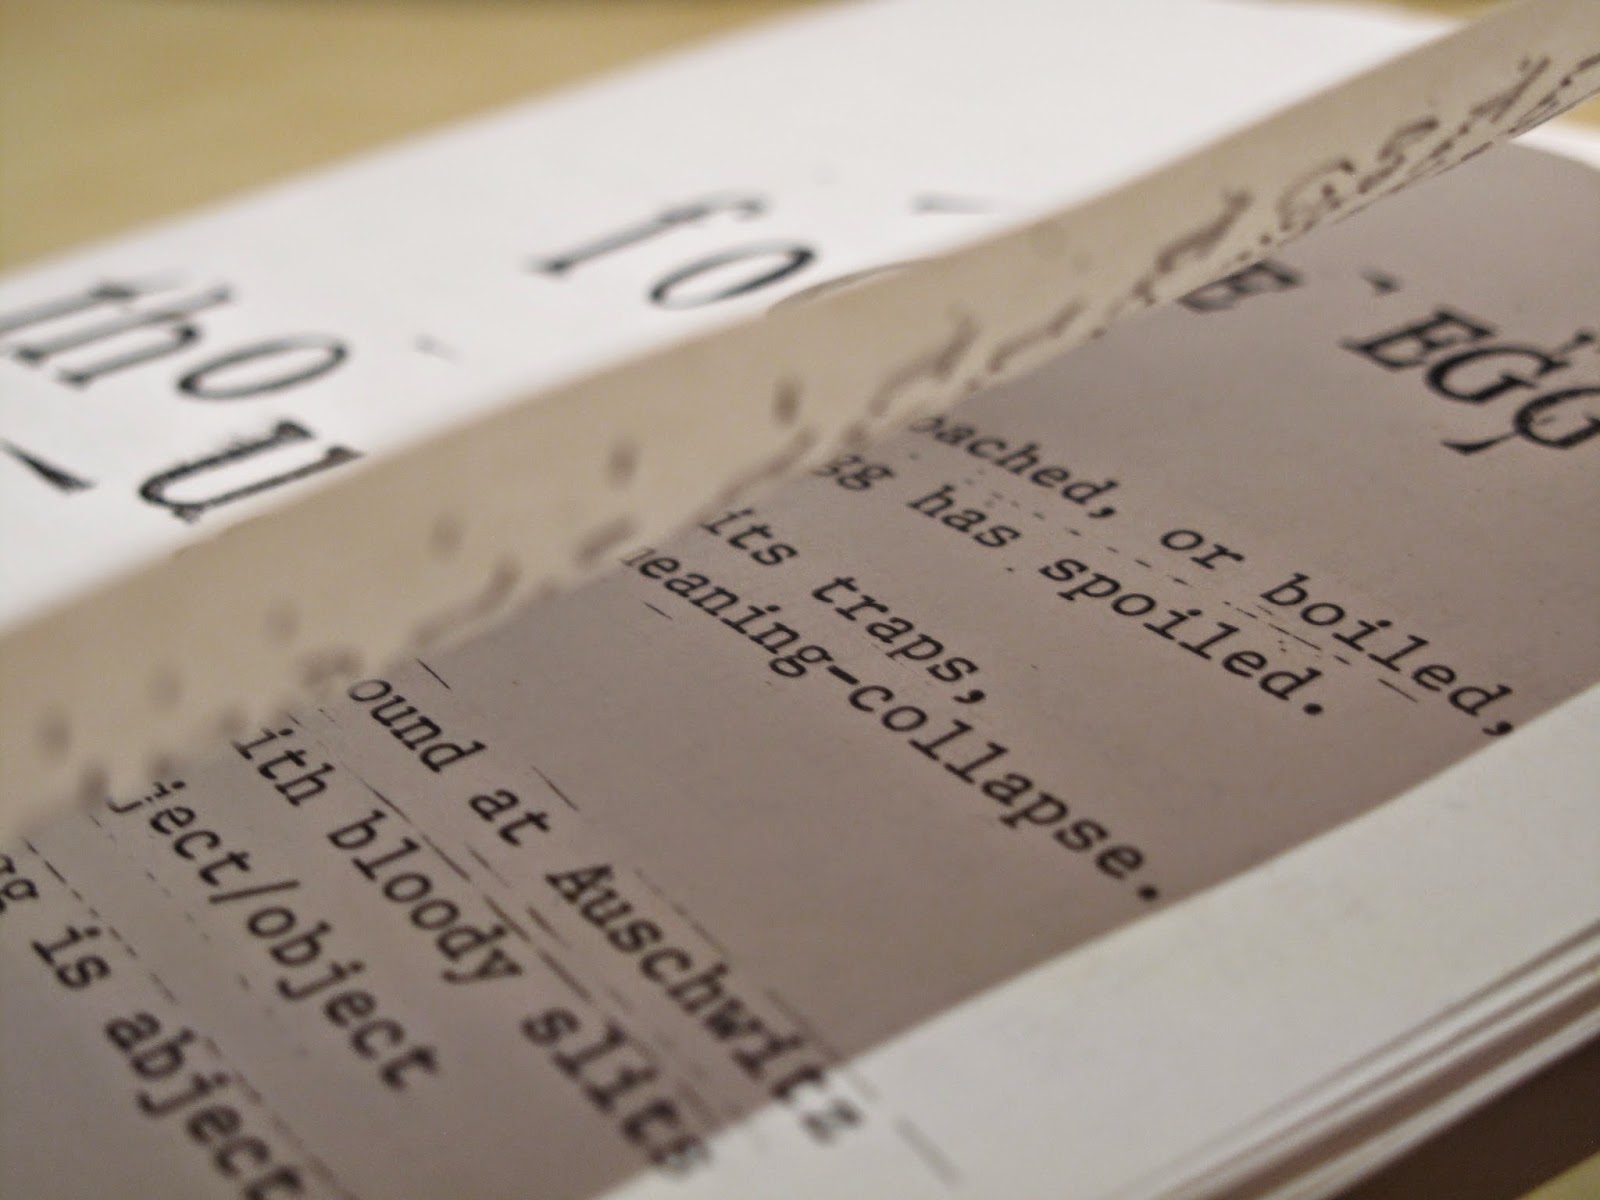 fo
tho
u
E EGG
oached, or boiled,
gg has spoiled.
its traps,
eaning-collapse.
ound at Auschwitz
ith bloody slits
ject/object
is abject